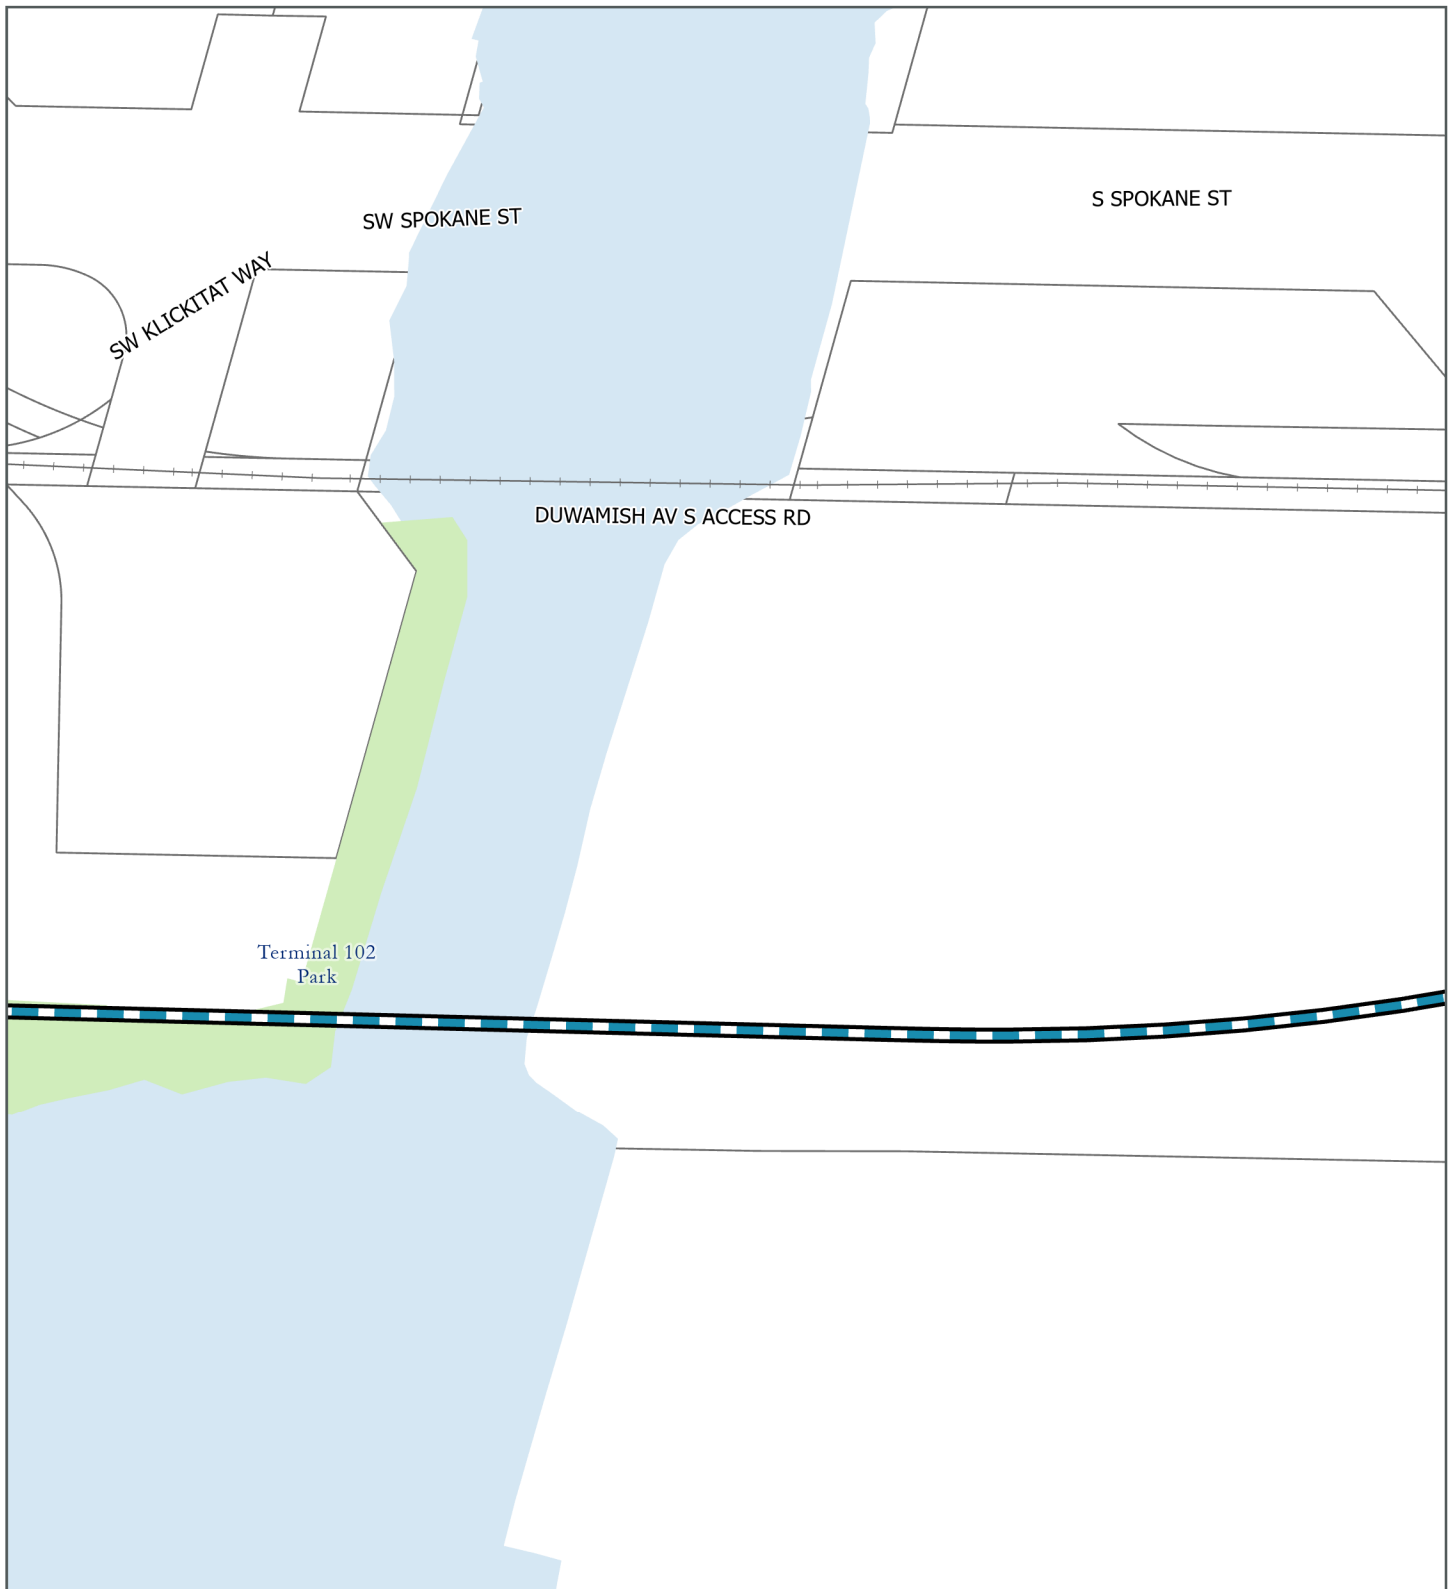 S SPOKANE ST
SW SPOKANE ST
SW KLICKITAT WAY
DUWAMISH AV S ACCESS RD
Terminal 102
Park